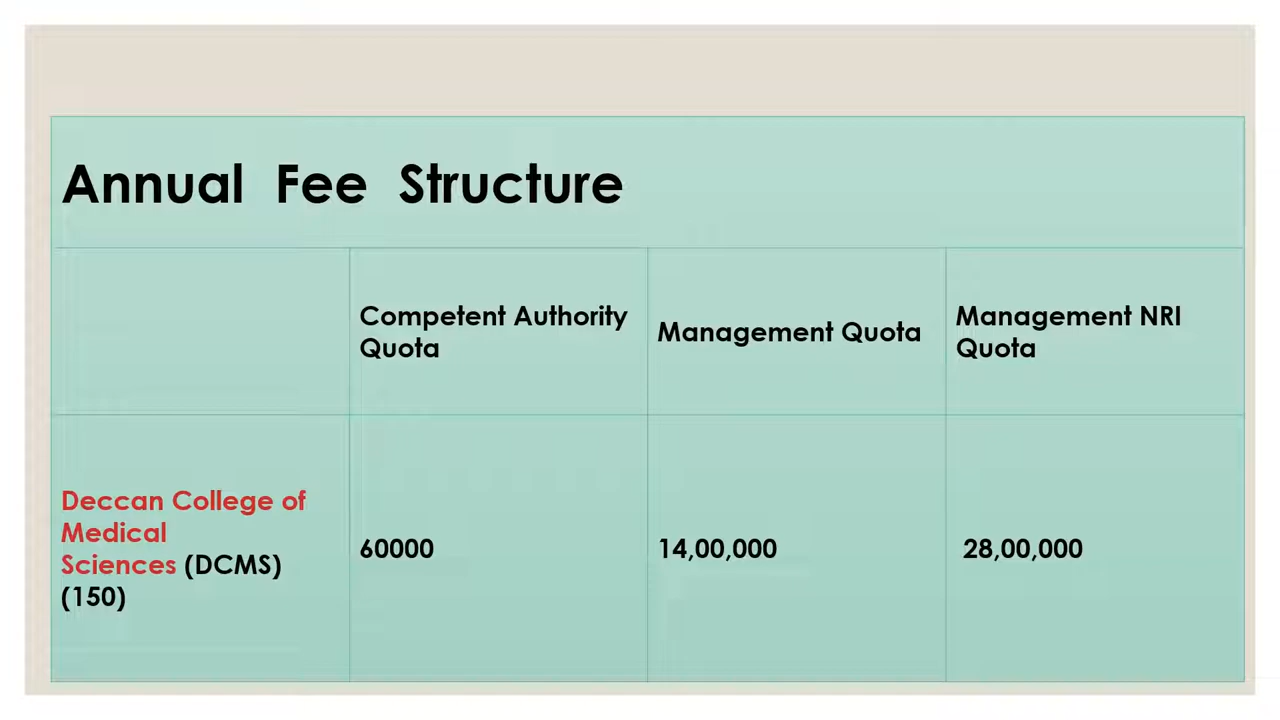 Annual Fee Structure
Competent Authority
Quota
Management Quota
Management NRI
Quota
Deccan College of
Medical
Sciences (DCMS)
(150)
60000
14,00,000
28,00,000